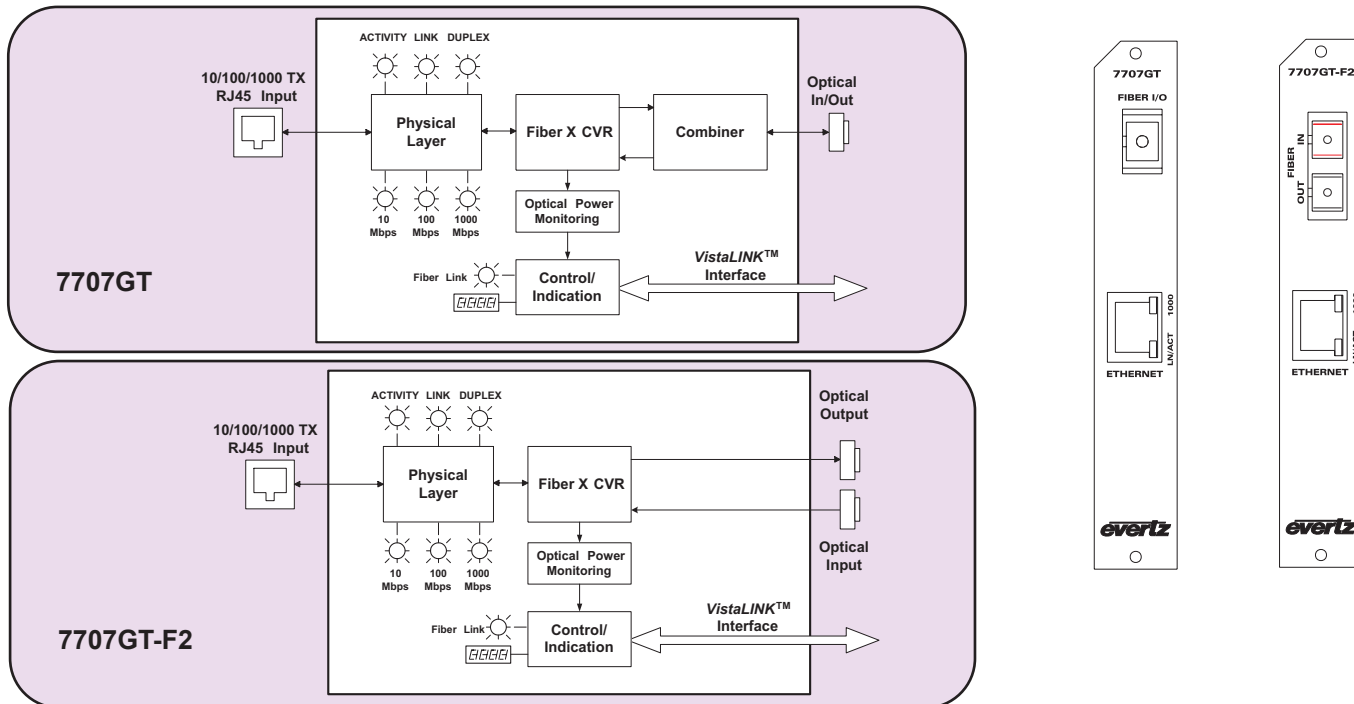 ACTIVITY LINK DUPLEX
10/100/1000 TX
RJ45 Input
Physical
Layer
Fiber X CVR
Combiner
Optical
In/Out
10
Mbps
100
Mbps
1000
Mbps
Optical Power
Monitoring
Fiber Link
Control/
Indication
VistaLINK™
Interface
7707GT
ACTIVITY LINK DUPLEX
10/100/1000 TX
RJ45 Input
Physical
Layer
Fiber X CVR
Optical
Output
Optical
Input
10
Mbps
100
Mbps
1000
Mbps
Optical Power
Monitoring
Fiber Link
Control/
Indication
VistaLINK™
Interface
7707GT-F2
7707GT
FIBER I/O
LN/ACT 1000
ETHERNET
evertz
7707GT-F2
FIBER
IN
OUT
ETHERNET
evertz